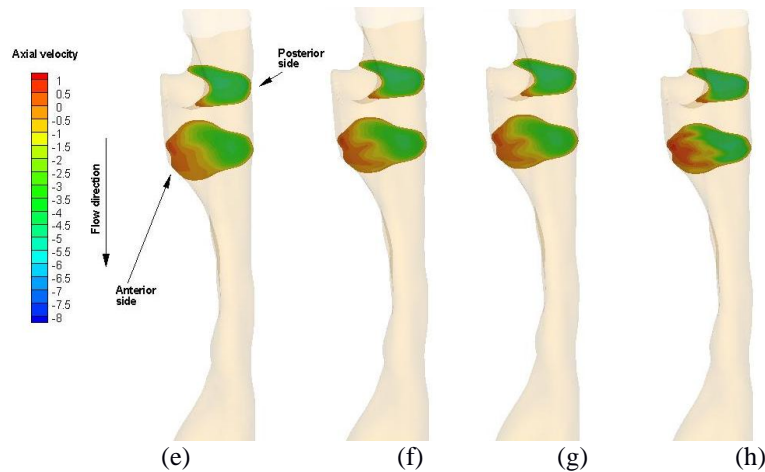 Axial velocity
1
0.5
0
-0.5
-1
-1.5
-2
-2.5
-3
-3.5
-4
-4.5
-5
-5.5
-6
-6.5
-7
-7.5
-8
Flow direction
Posterior
side
Anterior
side
(e) (f) (g) (h)